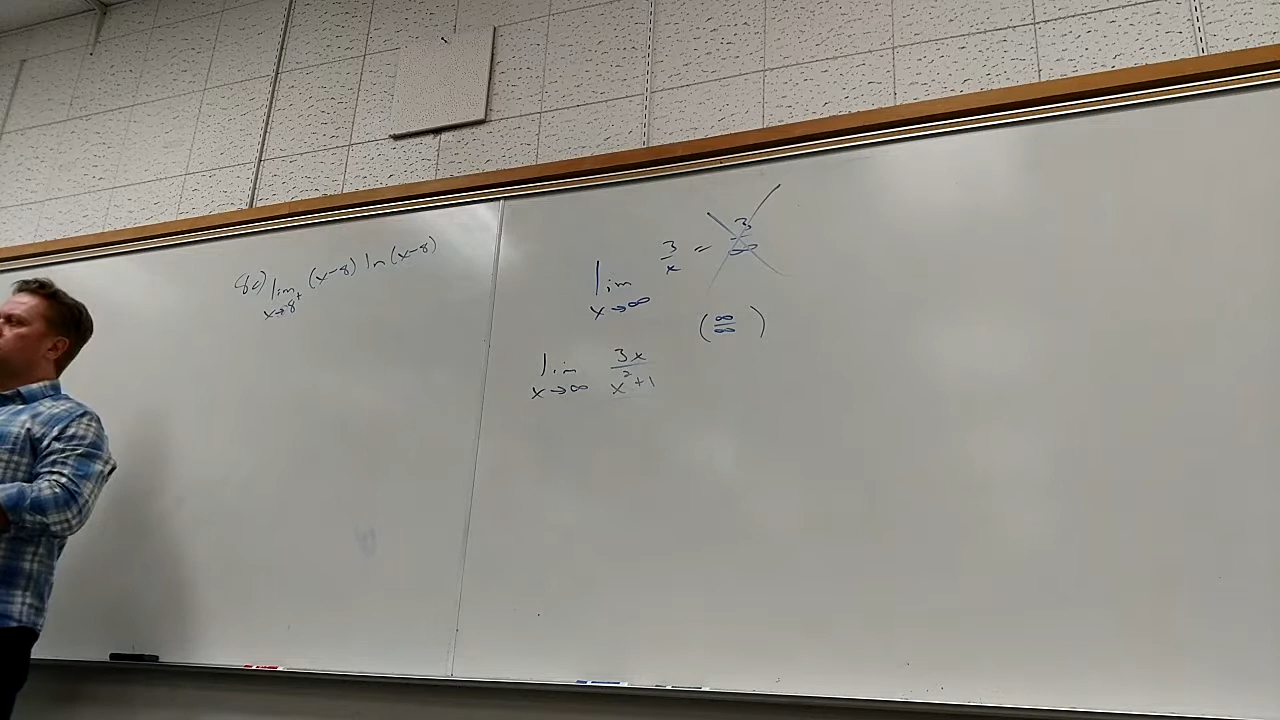 8c) lim x→8⁺ (x-8) ln(x-8)
lim x→∞ 3/x = 3/∞
(∞/∞)
lim x→∞ 3x/x²+1